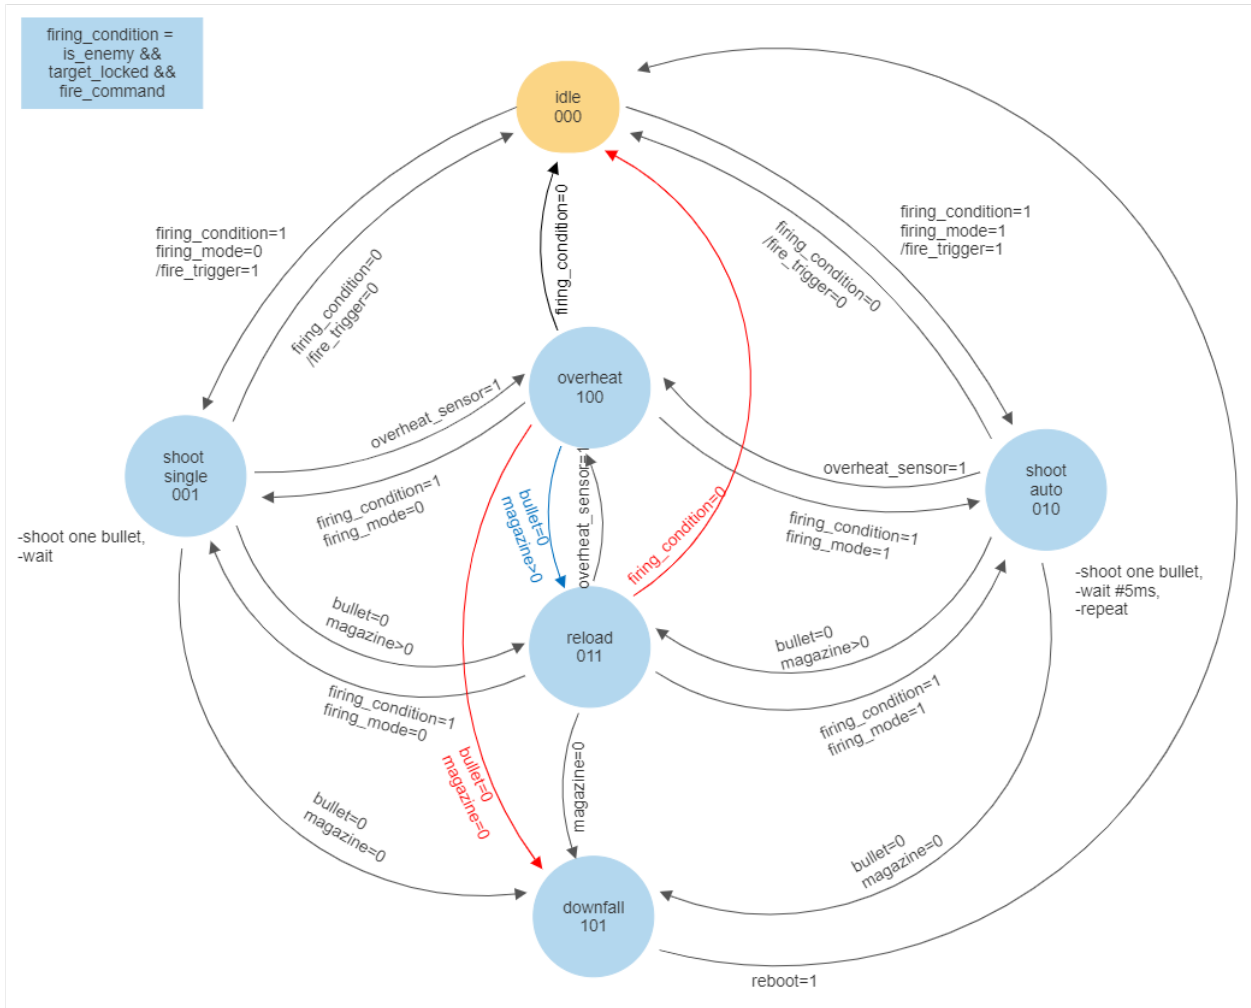 firing_condition =
is_enemy &&
target_locked &&
fire_command
idle
000
firing_condition=1
firing_mode=0
/fire_trigger=1
firing_condition=0
/fire_trigger=0
firing_condition=0
firing_condition=0
/fire_trigger=0
firing_condition=1
firing_mode=1
/fire_trigger=1
overheat
100
overheat_sensor=1
overheat_sensor=1
shoot
single
001
shoot
auto
010
firing_condition=1
firing_mode=0
bullet=0
magazine>0
overheat_sensor=1
firing_condition=0
firing_condition=1
firing_mode=1
-shoot one bullet,
-wait
-shoot one bullet,
-wait #5ms,
-repeat
bullet=0
magazine>0
reload
011
bullet=0
magazine>0
firing_condition=1
firing_mode=0
firing_condition=1
firing_mode=1
bullet=0
magazine=0
magazine=0
bullet=0
magazine=0
bullet=0
magazine=0
downfall
101
reboot=1